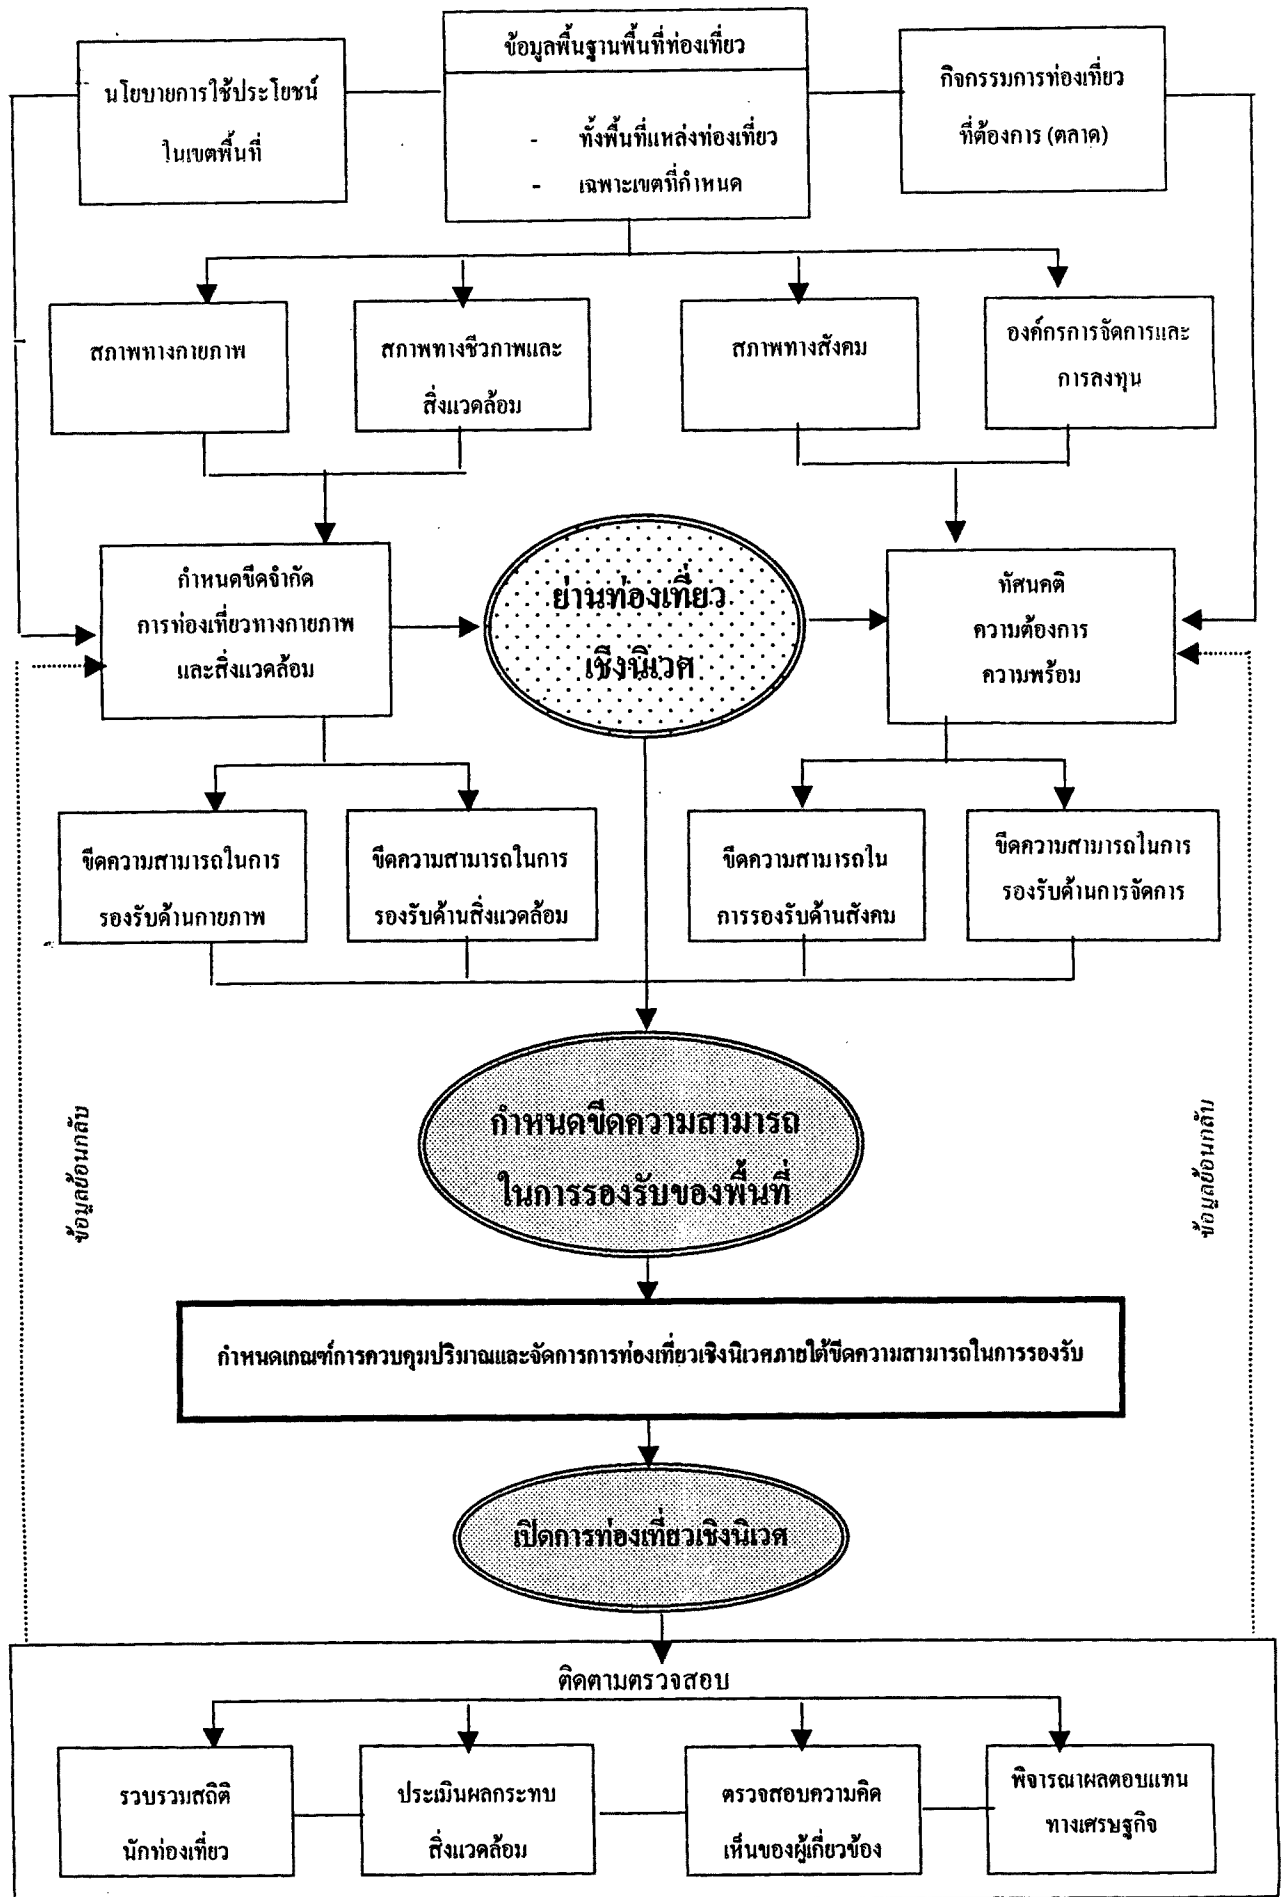 ข้อมูลพื้นฐานพื้นที่ท่องเที่ยว
- ทั้งพื้นที่แหล่งท่องเที่ยว
- เฉพาะเขตที่กำหนด
นโยบายการใช้ประโยชน์
ในเขตพื้นที่
กิจกรรมการท่องเที่ยว
ที่ต้องการ (ตลาด)
สภาพทางกายภาพ
สภาพทางชีวภาพและ
สิ่งแวดล้อม
สภาพทางสังคม
องค์กรการจัดการและ
การลงทุน
กำหนดขีดจำกัด
การท่องเที่ยวทางกายภาพ
และสิ่งแวดล้อม
ย่านท่องเที่ยว
เชิงนิเวศ
ทัศนคติ
ความต้องการ
ความพร้อม
ขีดความสามารถในการ
รองรับด้านกายภาพ
ขีดความสามารถในการ
รองรับด้านสิ่งแวดล้อม
ขีดความสามารถใน
การรองรับด้านสังคม
ขีดความสามารถในการ
รองรับด้านการจัดการ
ข้อมูลย้อนกลับ
กำหนดขีดความสามารถ
ในการรองรับของพื้นที่
ข้อมูลย้อนกลับ
กำหนดเกณฑ์การควบคุมปริมาณและจัดการการท่องเที่ยวเชิงนิเวศภายใต้ขีดความสามารถในการรองรับ
เปิดการท่องเที่ยวเชิงนิเวศ
ติดตามตรวจสอบ
รวบรวมสถิติ
นักท่องเที่ยว
ประเมินผลกระทบ
สิ่งแวดล้อม
ตรวจสอบความคิด
เห็นของผู้เกี่ยวข้อง
พิจารณาผลตอบแทน
ทางเศรษฐกิจ